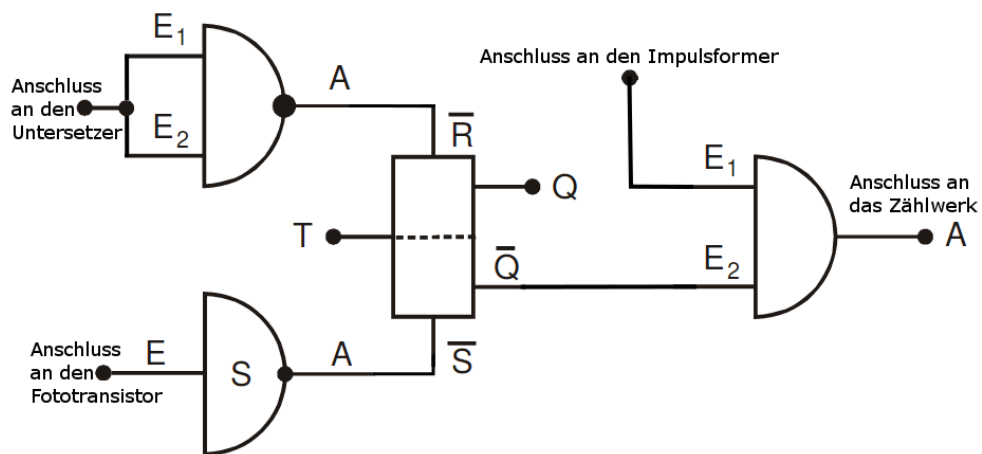 Anschluss
an den
Untersetzer
E1
E2
A
R̅
Anschluss an den Impulsformer
E1
Q
T
Q̅
E2
Anschluss an
das Zählwerk
A
Anschluss
an den
Fototransistor
E
S
A
S̅